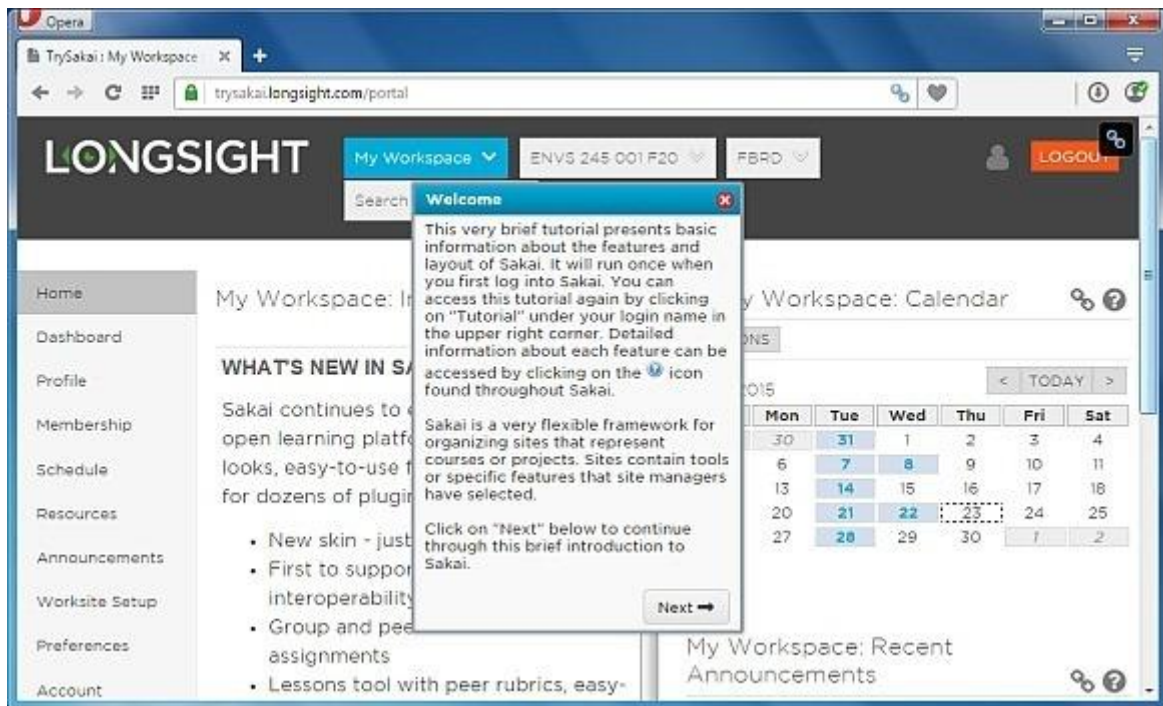 Opera
TrySakai : My Workspace
trysakai.longsight.com/portal
LONGSIGHT
My Workspace
ENVS 245 001 F20
FBRD
LOGOUT
Search
Welcome
This very brief tutorial presents basic
information about the features and
layout of Sakai. It will run once when
you first log into Sakai. You can
access this tutorial again by clicking
on "Tutorial" under your login name in
the upper right corner. Detailed
information about each feature can be
accessed by clicking on the icon
found throughout Sakai.
Sakai is a very flexible framework for
organizing sites that represent
courses or projects. Sites contain tools
or specific features that site managers
have selected.
Click on "Next" below to continue
through this brief introduction to
Sakai.
Next
Home
Dashboard
Profile
Membership
Schedule
Resources
Announcements
Worksite Setup
Preferences
Account
My Workspace: I
WHAT'S NEW IN SA
Sakai continues to
open learning platf
looks, easy-to-use f
for dozens of plugi
New skin - just
First to suppor
interoperability
Group and pee
assignments
Lessons tool with peer rubrics, easy-
y Workspace: Calendar
ONS
2015
< TODAY >
Mon Tue Wed Thu Fri Sat
30 31 1 2 3 4
6 7 8 9 10 11
13 14 15 16 17 18
20 21 22 23 24 25
27 28 29 30 1 2
My Workspace: Recent
Announcements